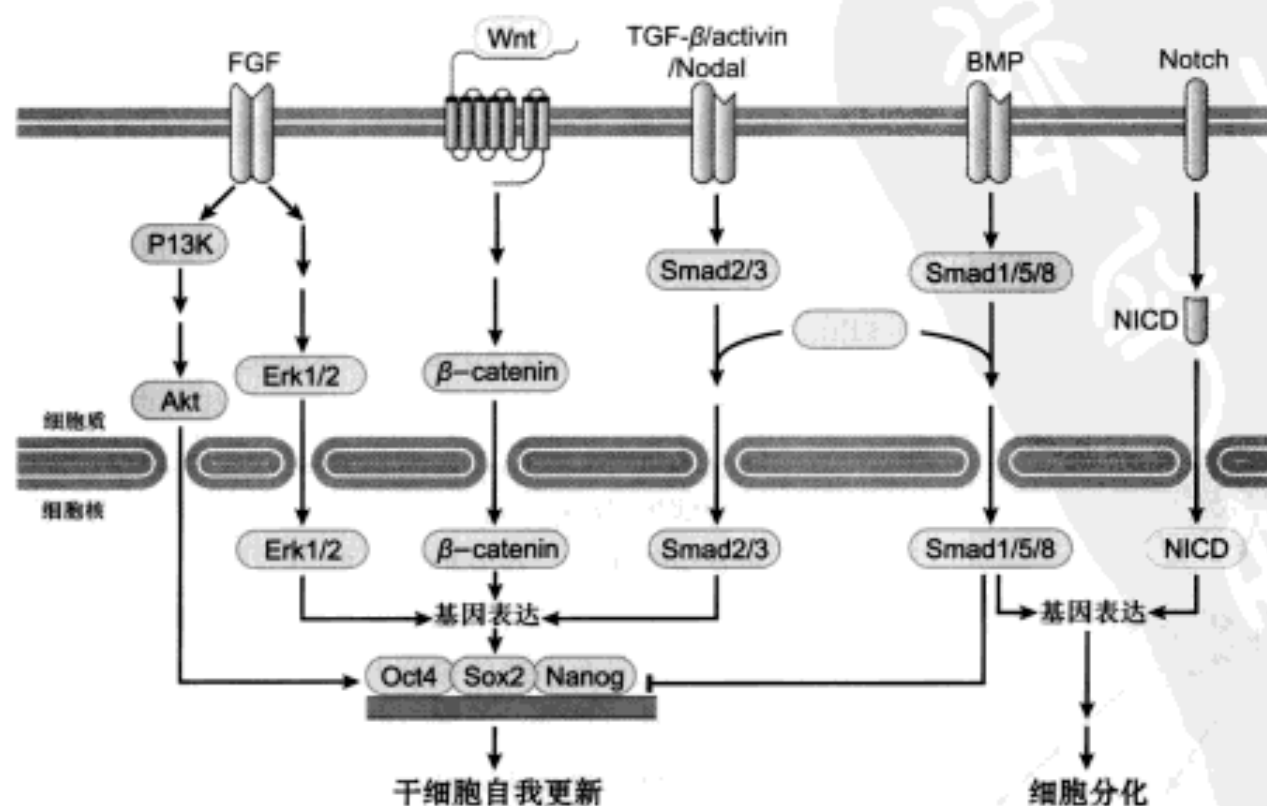 FGF
Wnt
TGF-β/activin
/Nodal
BMP
Notch
P13K
Smad2/3
Smad1/5/8
NICD
Erk1/2
β-catenin
Akt
细胞质
细胞核
Erk1/2
β-catenin
Smad2/3
Smad1/5/8
NICD
基因表达
基因表达
Oct4
Sox2
Nanog
干细胞自我更新
细胞分化